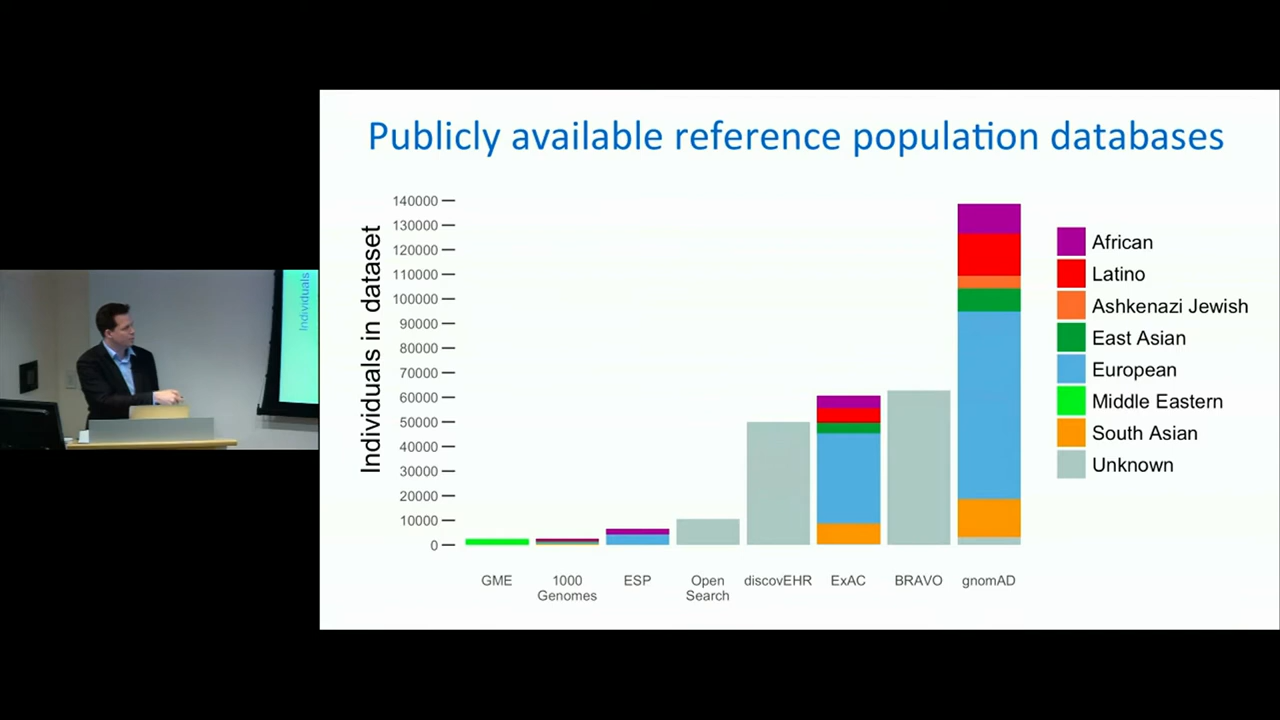 Publicly available reference population databases
Individuals in dataset
140000
130000
120000
110000
100000
90000
80000
70000
60000
50000
40000
30000
20000
10000
0
GME
1000
Genomes
ESP
Open
Search
discovEHR
ExAC
BRAVO
gnomAD
African
Latino
Ashkenazi Jewish
East Asian
European
Middle Eastern
South Asian
Unknown
Individuals